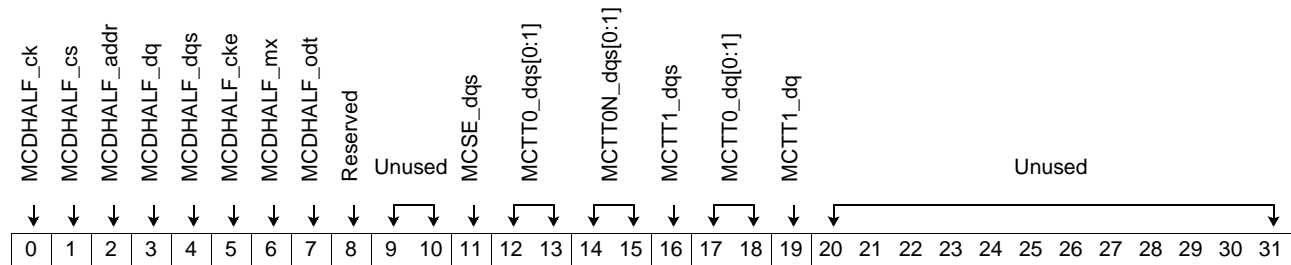 MCDHALF_ck
MCDHALF_cs
MCDHALF_addr
MCDHALF_dq
MCDHALF_dqs
MCDHALF_cke
MCDHALF_mx
MCDHALF_odt
Reserved
Unused
MCSE_dqs
MCTT0_dqs[0:1]
MCTT0N_dqs[0:1]
MCTT1_dqs
MCTT0_dq[0:1]
MCTT1_dq
Unused
0 1 2 3 4 5 6 7 8 9 10 11 12 13 14 15 16 17 18 19 20 21 22 23 24 25 26 27 28 29 30 31